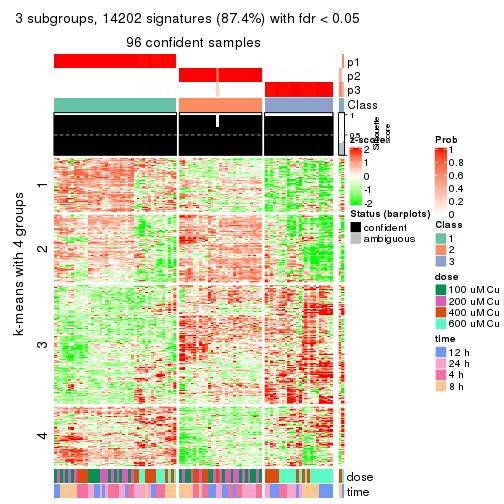 3 subgroups, 14202 signatures (87.4%) with fdr < 0.05
96 confident samples
p1
p2
p3
Class
1
0.5
Silhouette
score
k-means with 4 groups
1
2
3
4
dose
time
z-score
2
1
0
-1
-2
Status (barplots)
confident
ambiguous
Prob
1
0.8
0.6
0.4
0.2
0
Class
1
2
3
dose
100 uM Cu
200 uM Cu
400 uM Cu
600 uM Cu
time
12 h
24 h
4 h
8 h